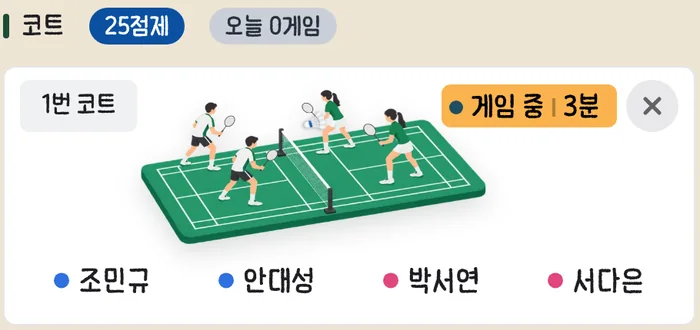 코트 25점제 오늘 0게임
1번 코트 게임 중 | 3분
조민규 안대성 박서연 서다은